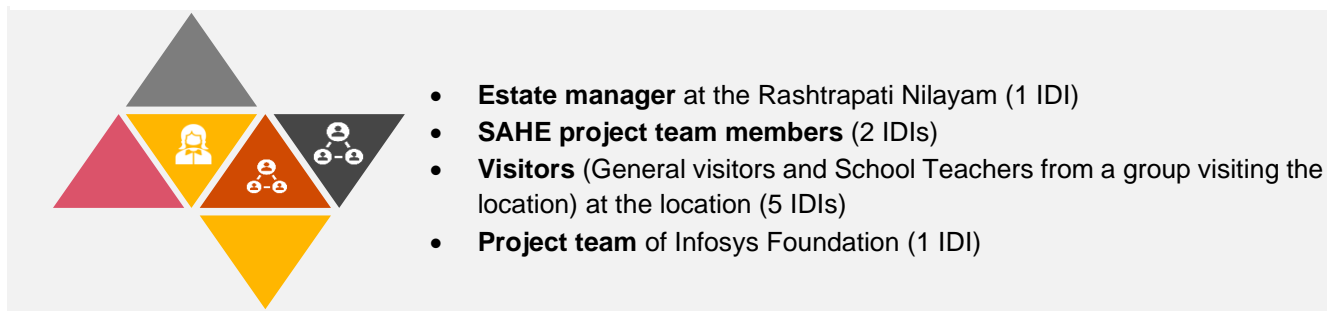 • Estate manager at the Rashtrapati Nilayam (1 IDI)
• SAHE project team members (2 IDIs)
• Visitors (General visitors and School Teachers from a group visiting the
location) at the location (5 IDIs)
• Project team of Infosys Foundation (1 IDI)